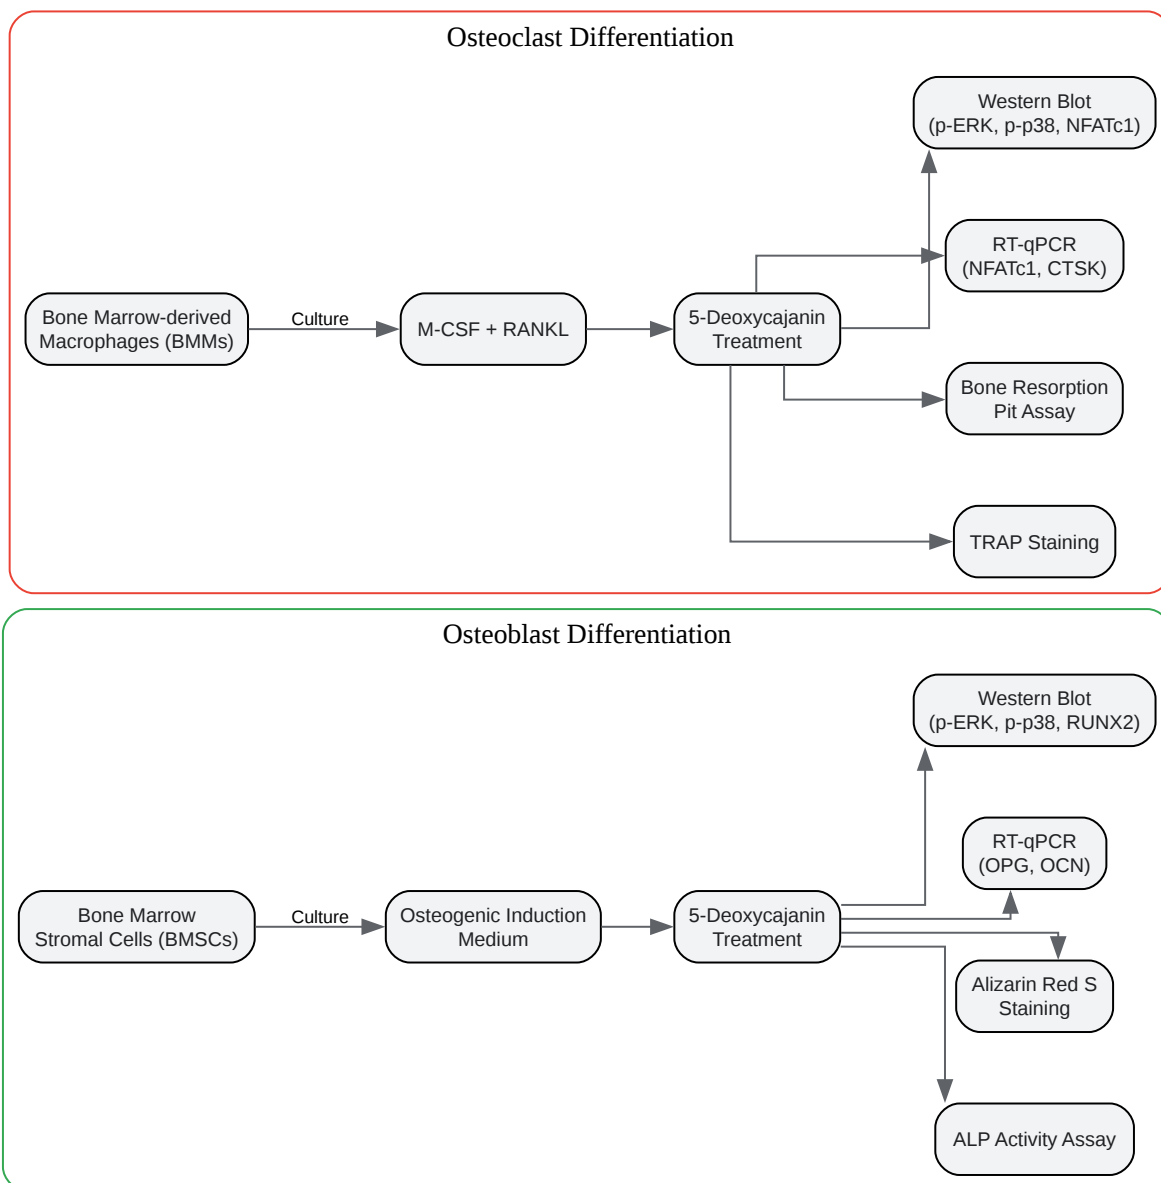 Osteoclast Differentiation
Western Blot
(p-ERK, p-p38, NFATc1)
RT-qPCR
(NFATc1, CTSK)
Bone Marrow-derived
Macrophages (BMMs)
Culture
M-CSF + RANKL
5-Deoxycajanin
Treatment
Bone Resorption
Pit Assay
TRAP Staining
Osteoblast Differentiation
Western Blot
(p-ERK, p-p38, RUNX2)
RT-qPCR
(OPG, OCN)
Bone Marrow
Stromal Cells (BMSCs)
Culture
Osteogenic Induction
Medium
5-Deoxycajanin
Treatment
Alizarin Red S
Staining
ALP Activity Assay